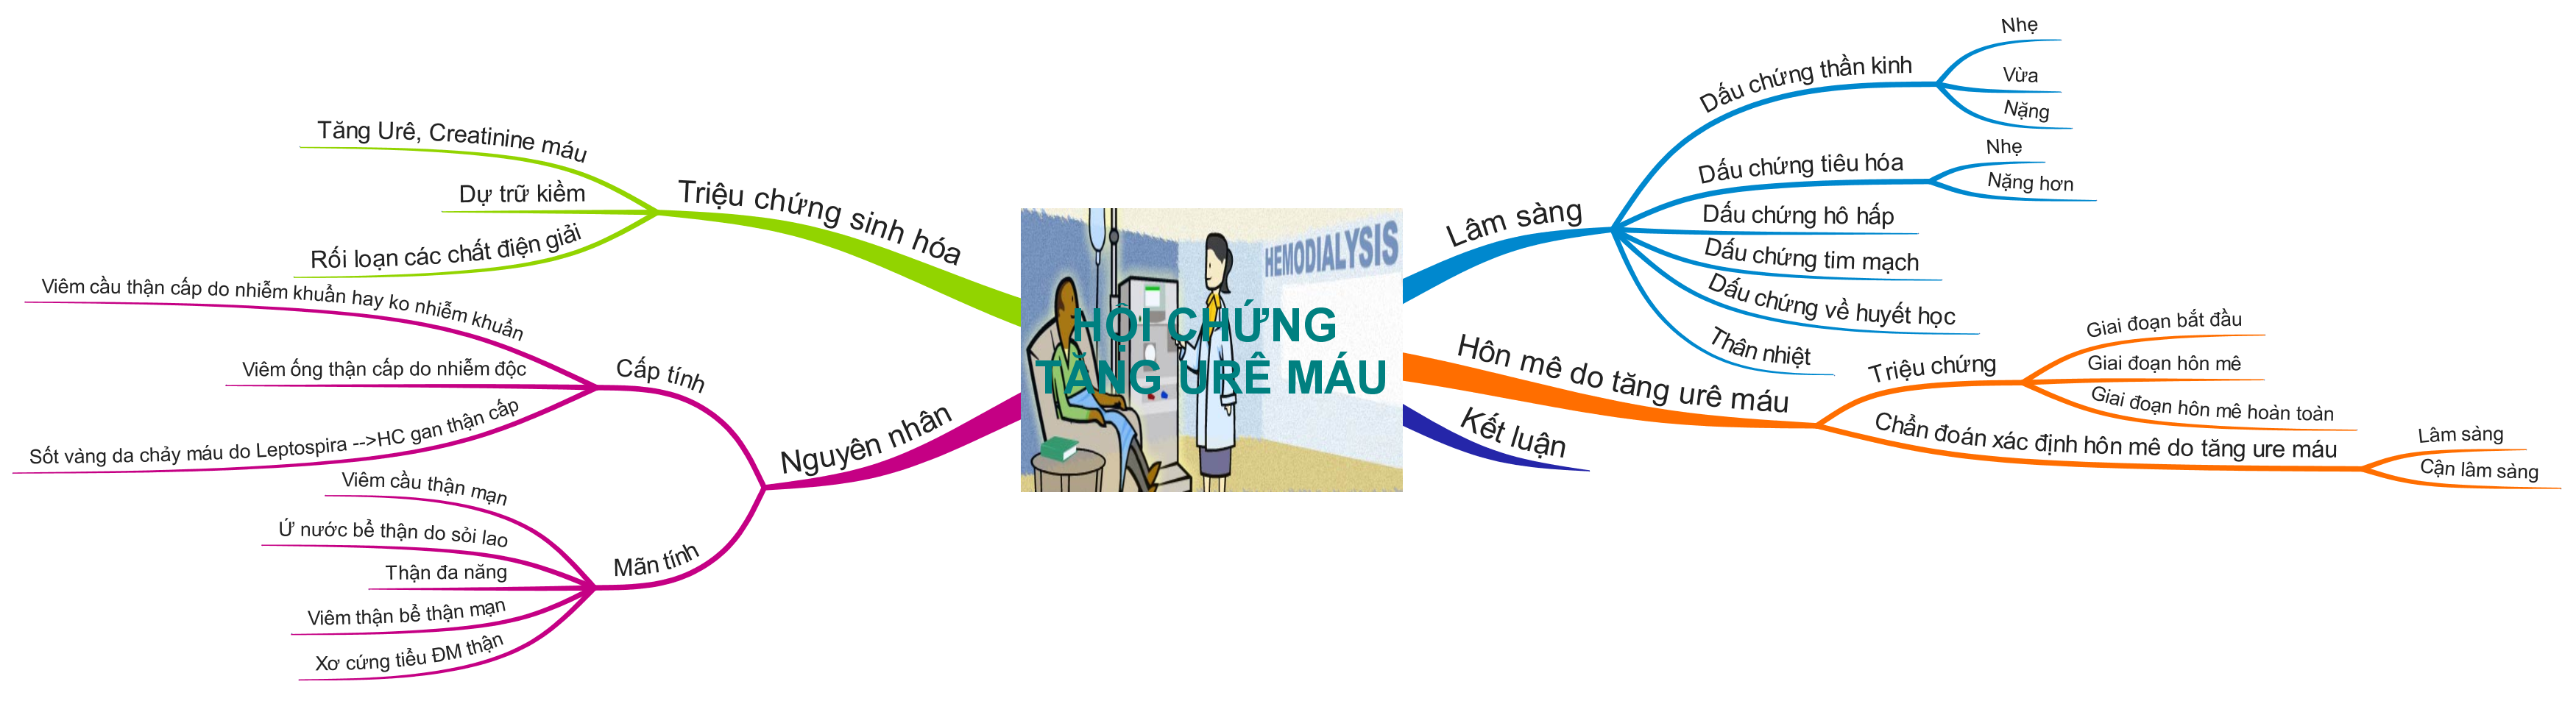 HEMODIALYSIS
HỘI CHỨNG
TĂNG URÊ MÁU
Lâm sàng
Dấu chứng thần kinh
Nhẹ
Vừa
Nặng
Dấu chứng tiêu hóa
Nhẹ
Nặng hơn
Dấu chứng hô hấp
Dấu chứng tim mạch
Dấu chứng về huyết học
Thân nhiệt
Hôn mê do tăng urê máu
Triệu chứng
Giai đoạn bắt đầu
Giai đoạn hôn mê
Giai đoạn hôn mê hoàn toàn
Chẩn đoán xác định hôn mê do tăng ure máu
Lâm sàng
Cận lâm sàng
Kết luận
Triệu chứng sinh hóa
Tăng Urê, Creatinine máu
Dự trữ kiềm
Rối loạn các chất điện giải
Nguyên nhân
Cấp tính
Viêm cầu thận cấp do nhiễm khuẩn hay ko nhiễm khuẩn
Viêm ống thận cấp do nhiễm độc
Sốt vàng da chảy máu do Leptospira -->HC gan thận cấp
Mãn tính
Viêm cầu thận mạn
Ứ nước bể thận do sỏi lao
Thận đa năng
Viêm thận bể thận mạn
Xơ cứng tiểu ĐM thận